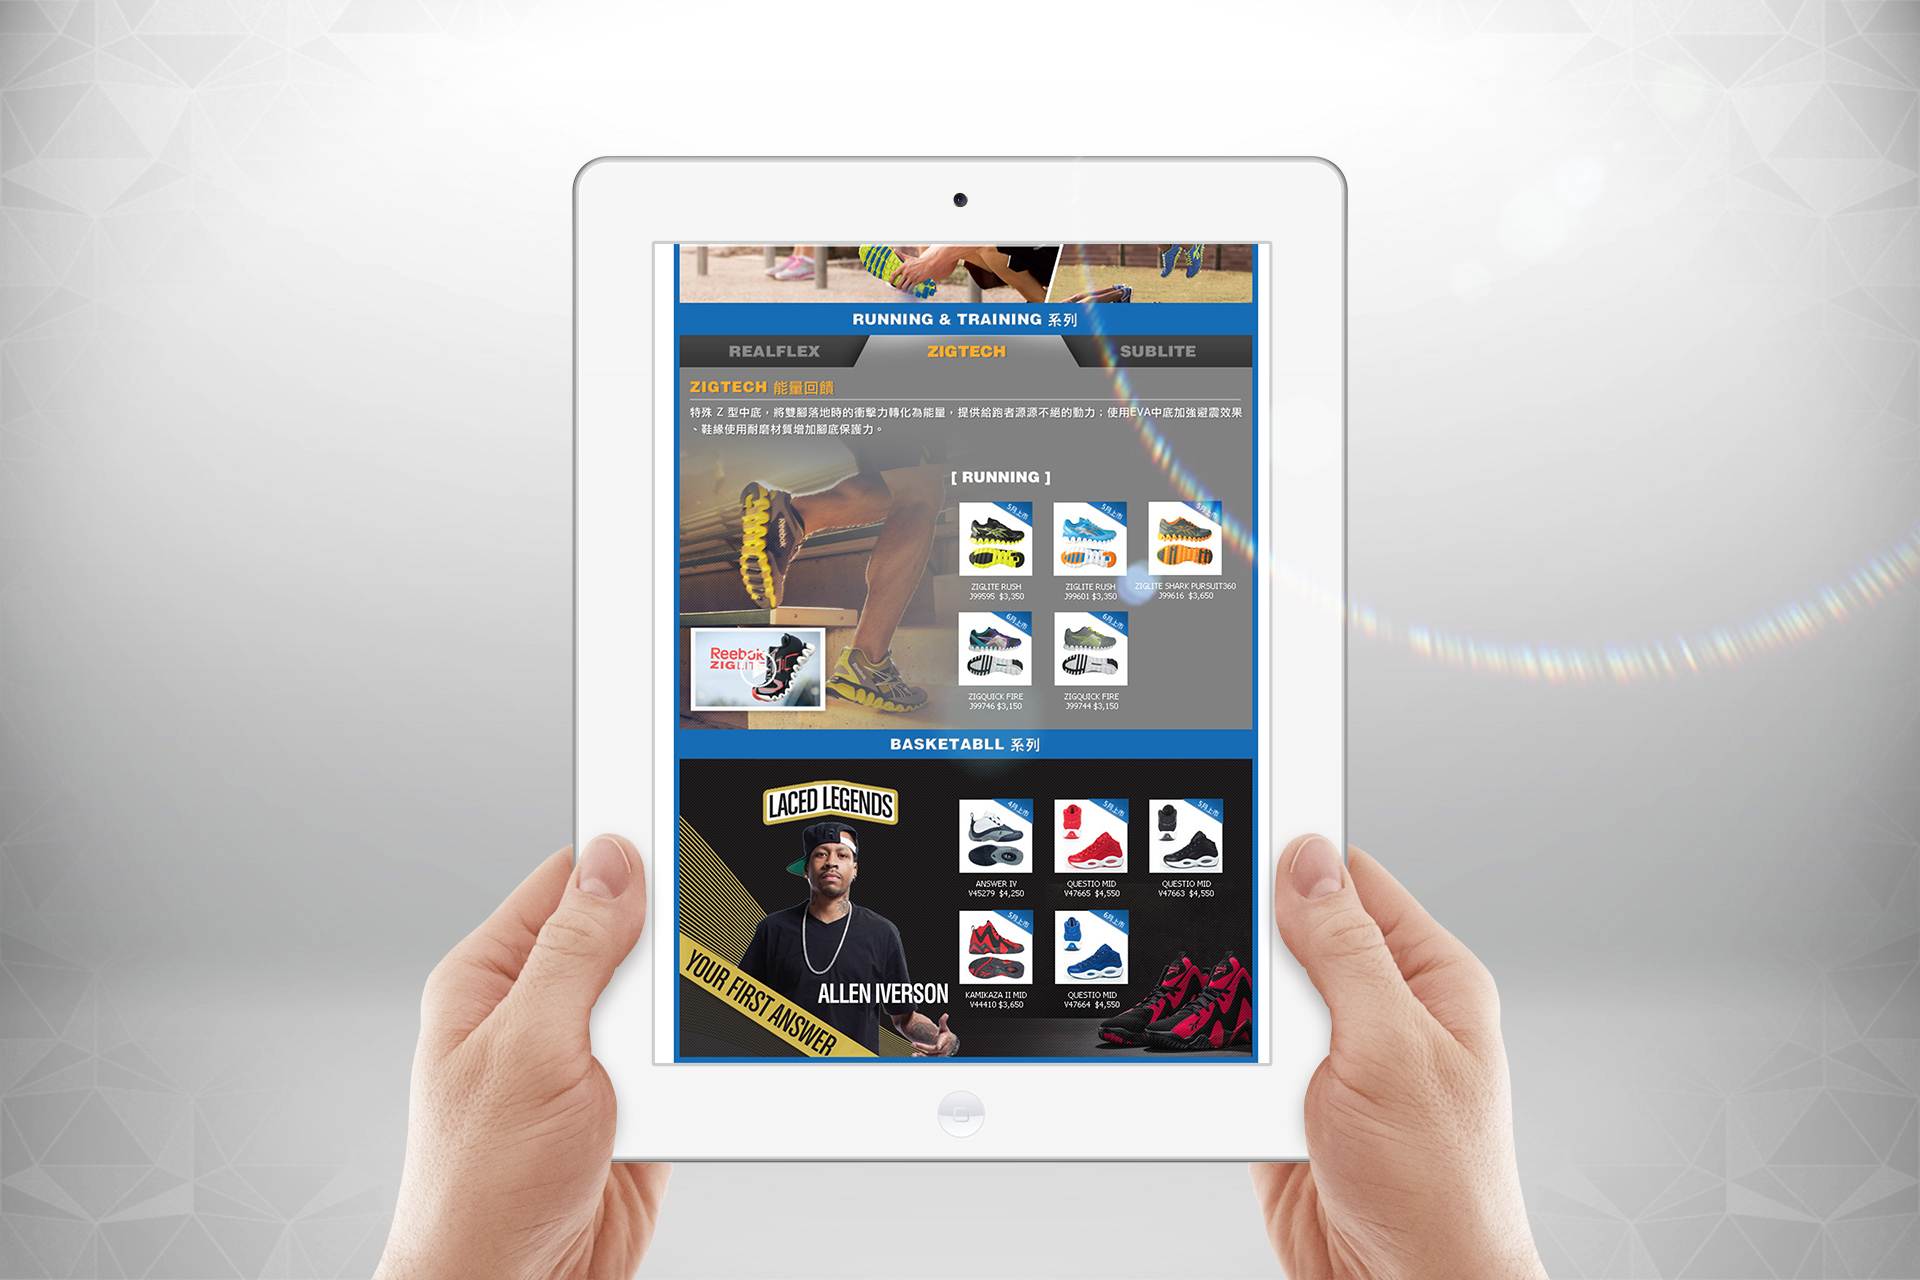 RUNNING & TRAINING 系列
REALFLEX
ZIGTECH
SUBLITE
ZIGTECH 能量回饋
特殊 Z 型中底，將雙腳落地時的衝擊力轉化為能量，提供給跑者源源不絕的動力；使用EVA中底加強避震效果
、鞋緣使用耐磨材質增加腳底保護力。
[ RUNNING ]
Reebok
5月上市
5月上市
5月上市
ZIGLITE RUSH
J99595 $3,350
ZIGLITE RUSH
J99601 $3,350
ZIGLITE SHARK PURSUIT360
J99616 $3,650
6月上市
6月上市
ZIGQUICK FIRE
J99746 $3,150
ZIGQUICK FIRE
J99744 $3,150
Reebok
ZIGLITE
BASKETABLL 系列
LACED LEGENDS
4月上市
5月上市
5月上市
ANSWER IV
V45279 $4,250
QUESTIO MID
V47665 $4,550
QUESTIO MID
V47663 $4,550
5月上市
6月上市
KAMIKAZA II MID
V44410 $3,650
QUESTIO MID
V47664 $4,550
ALLEN IVERSON
YOUR FIRST ANSWER